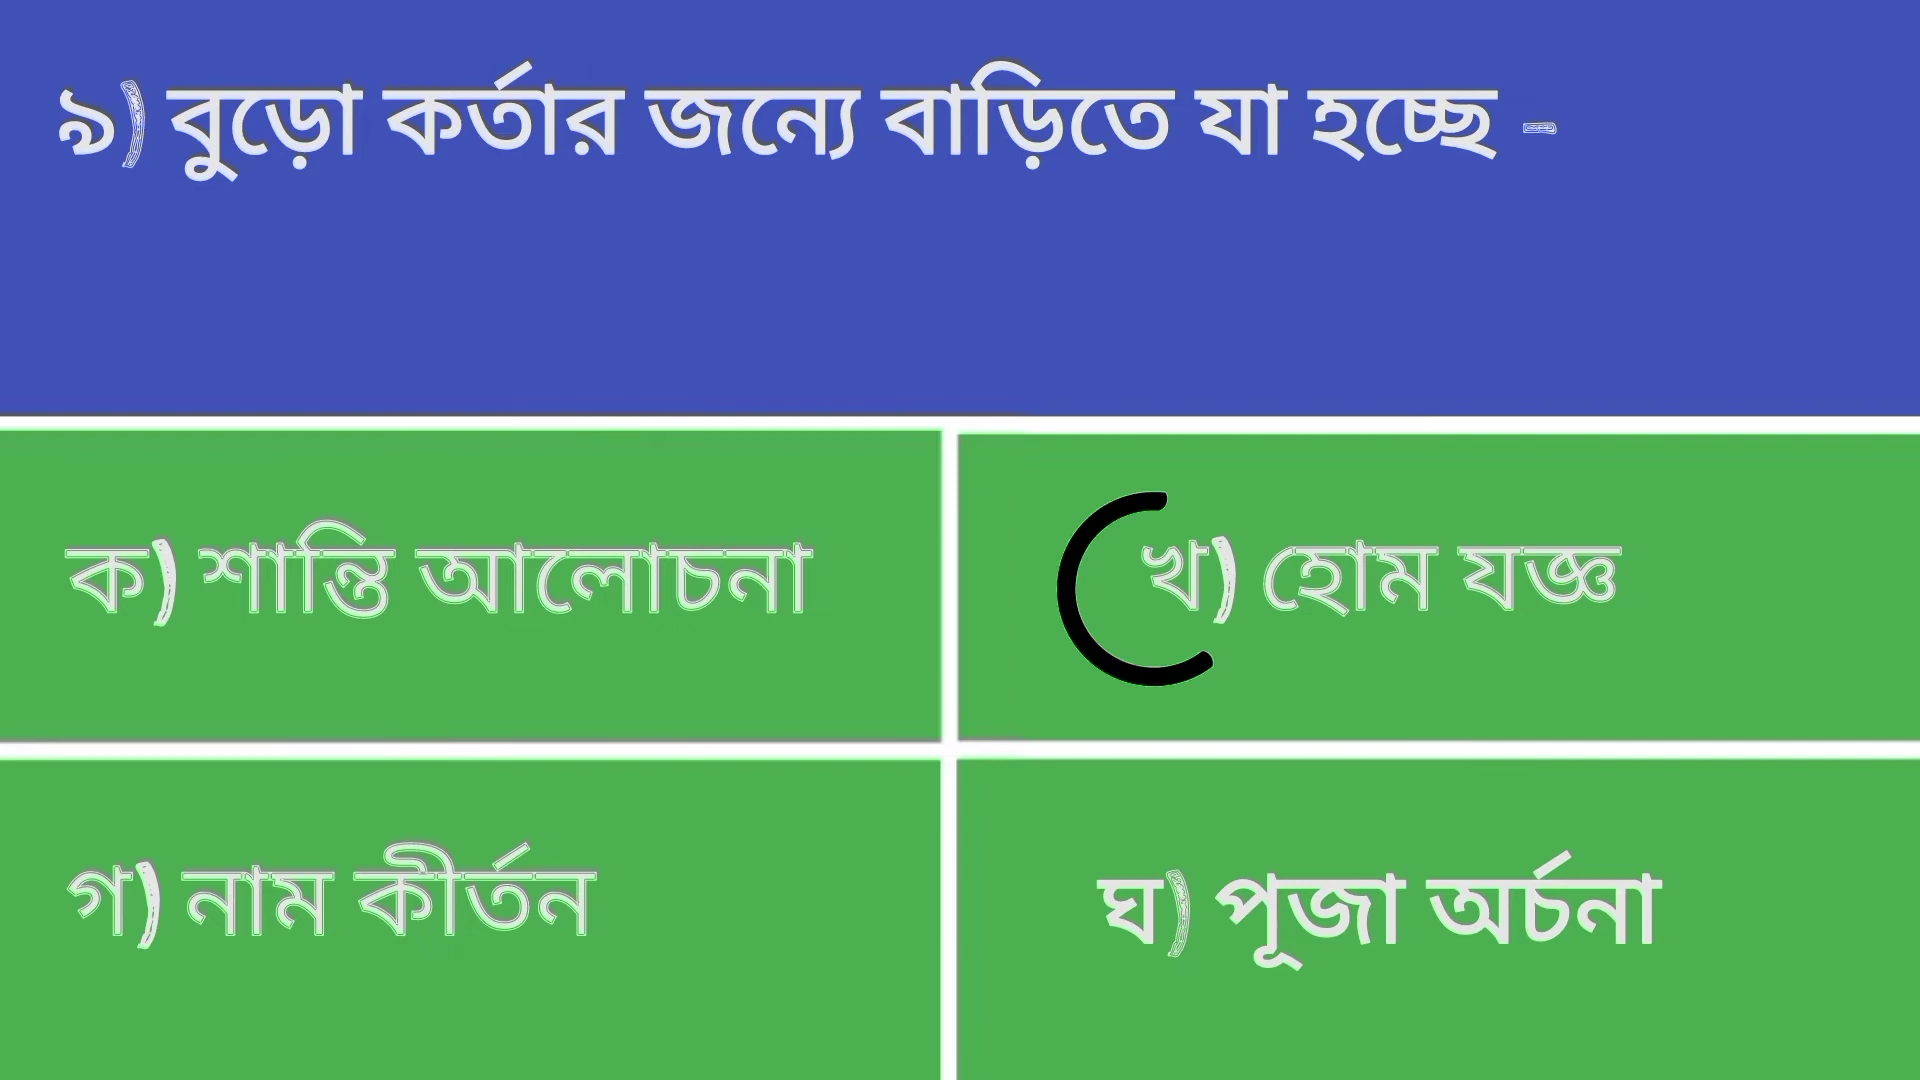 ৯) বুড়ো কর্তার জন্যে বাড়িতে যা হচ্ছে -
ক) শান্তি আলোচনা
খ) হোম যজ্ঞ
গ) নাম কীর্তন
ঘ) পূজা অর্চনা